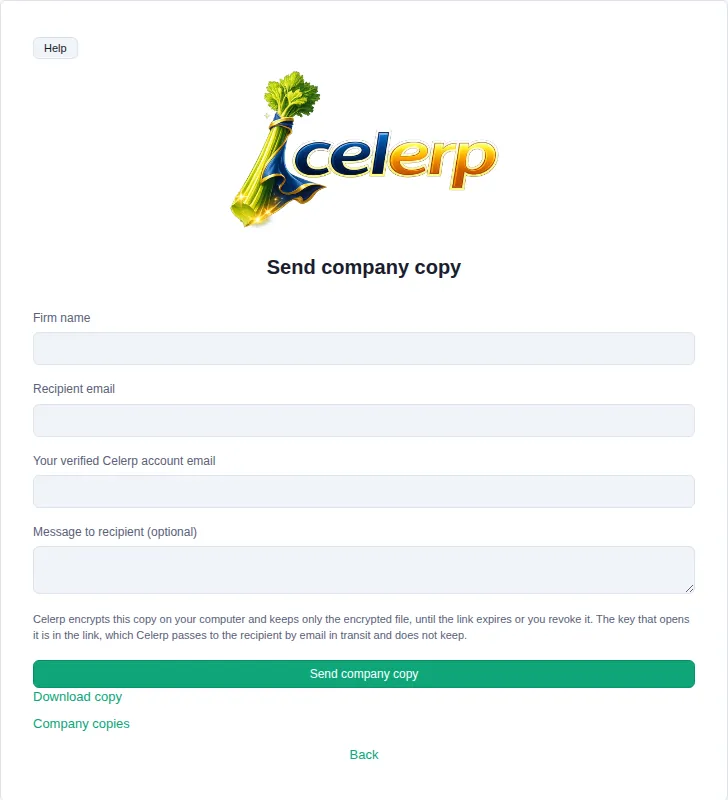 Help
celerp
Send company copy
Firm name
Recipient email
Your verified Celerp account email
Message to recipient (optional)
Celerp encrypts this copy on your computer and keeps only the encrypted file, until the link expires or you revoke it. The key that opens
it is in the link, which Celerp passes to the recipient by email in transit and does not keep.
Send company copy
Download copy
Company copies
Back